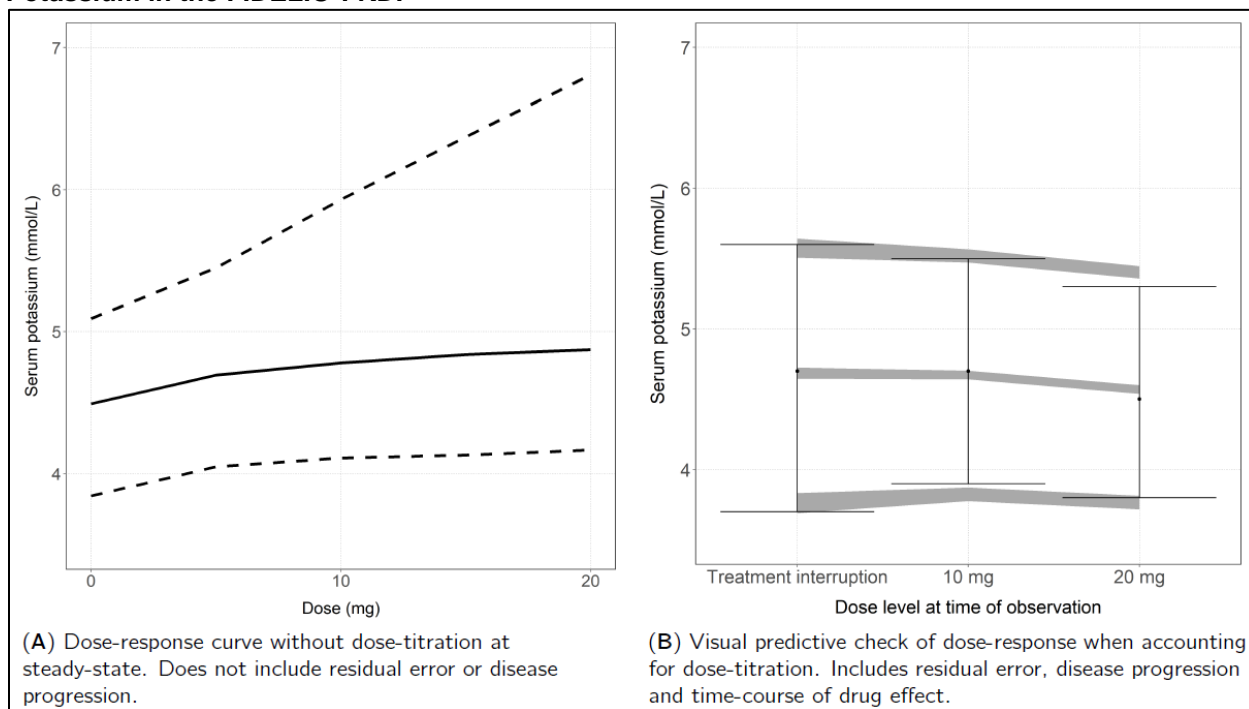 Potassium in the FIDELIO-DKD.
7
6
5
4
Serum potassium (mmol/L)
0
10
20
Dose (mg)
(A) Dose-response curve without dose-titration at
steady-state. Does not include residual error or disease
progression.
7
6
5
4
Serum potassium (mmol/L)
Treatment interruption
10 mg
20 mg
Dose level at time of observation
(B) Visual predictive check of dose-response when accounting
for dose-titration. Includes residual error, disease progression
and time-course of drug effect.